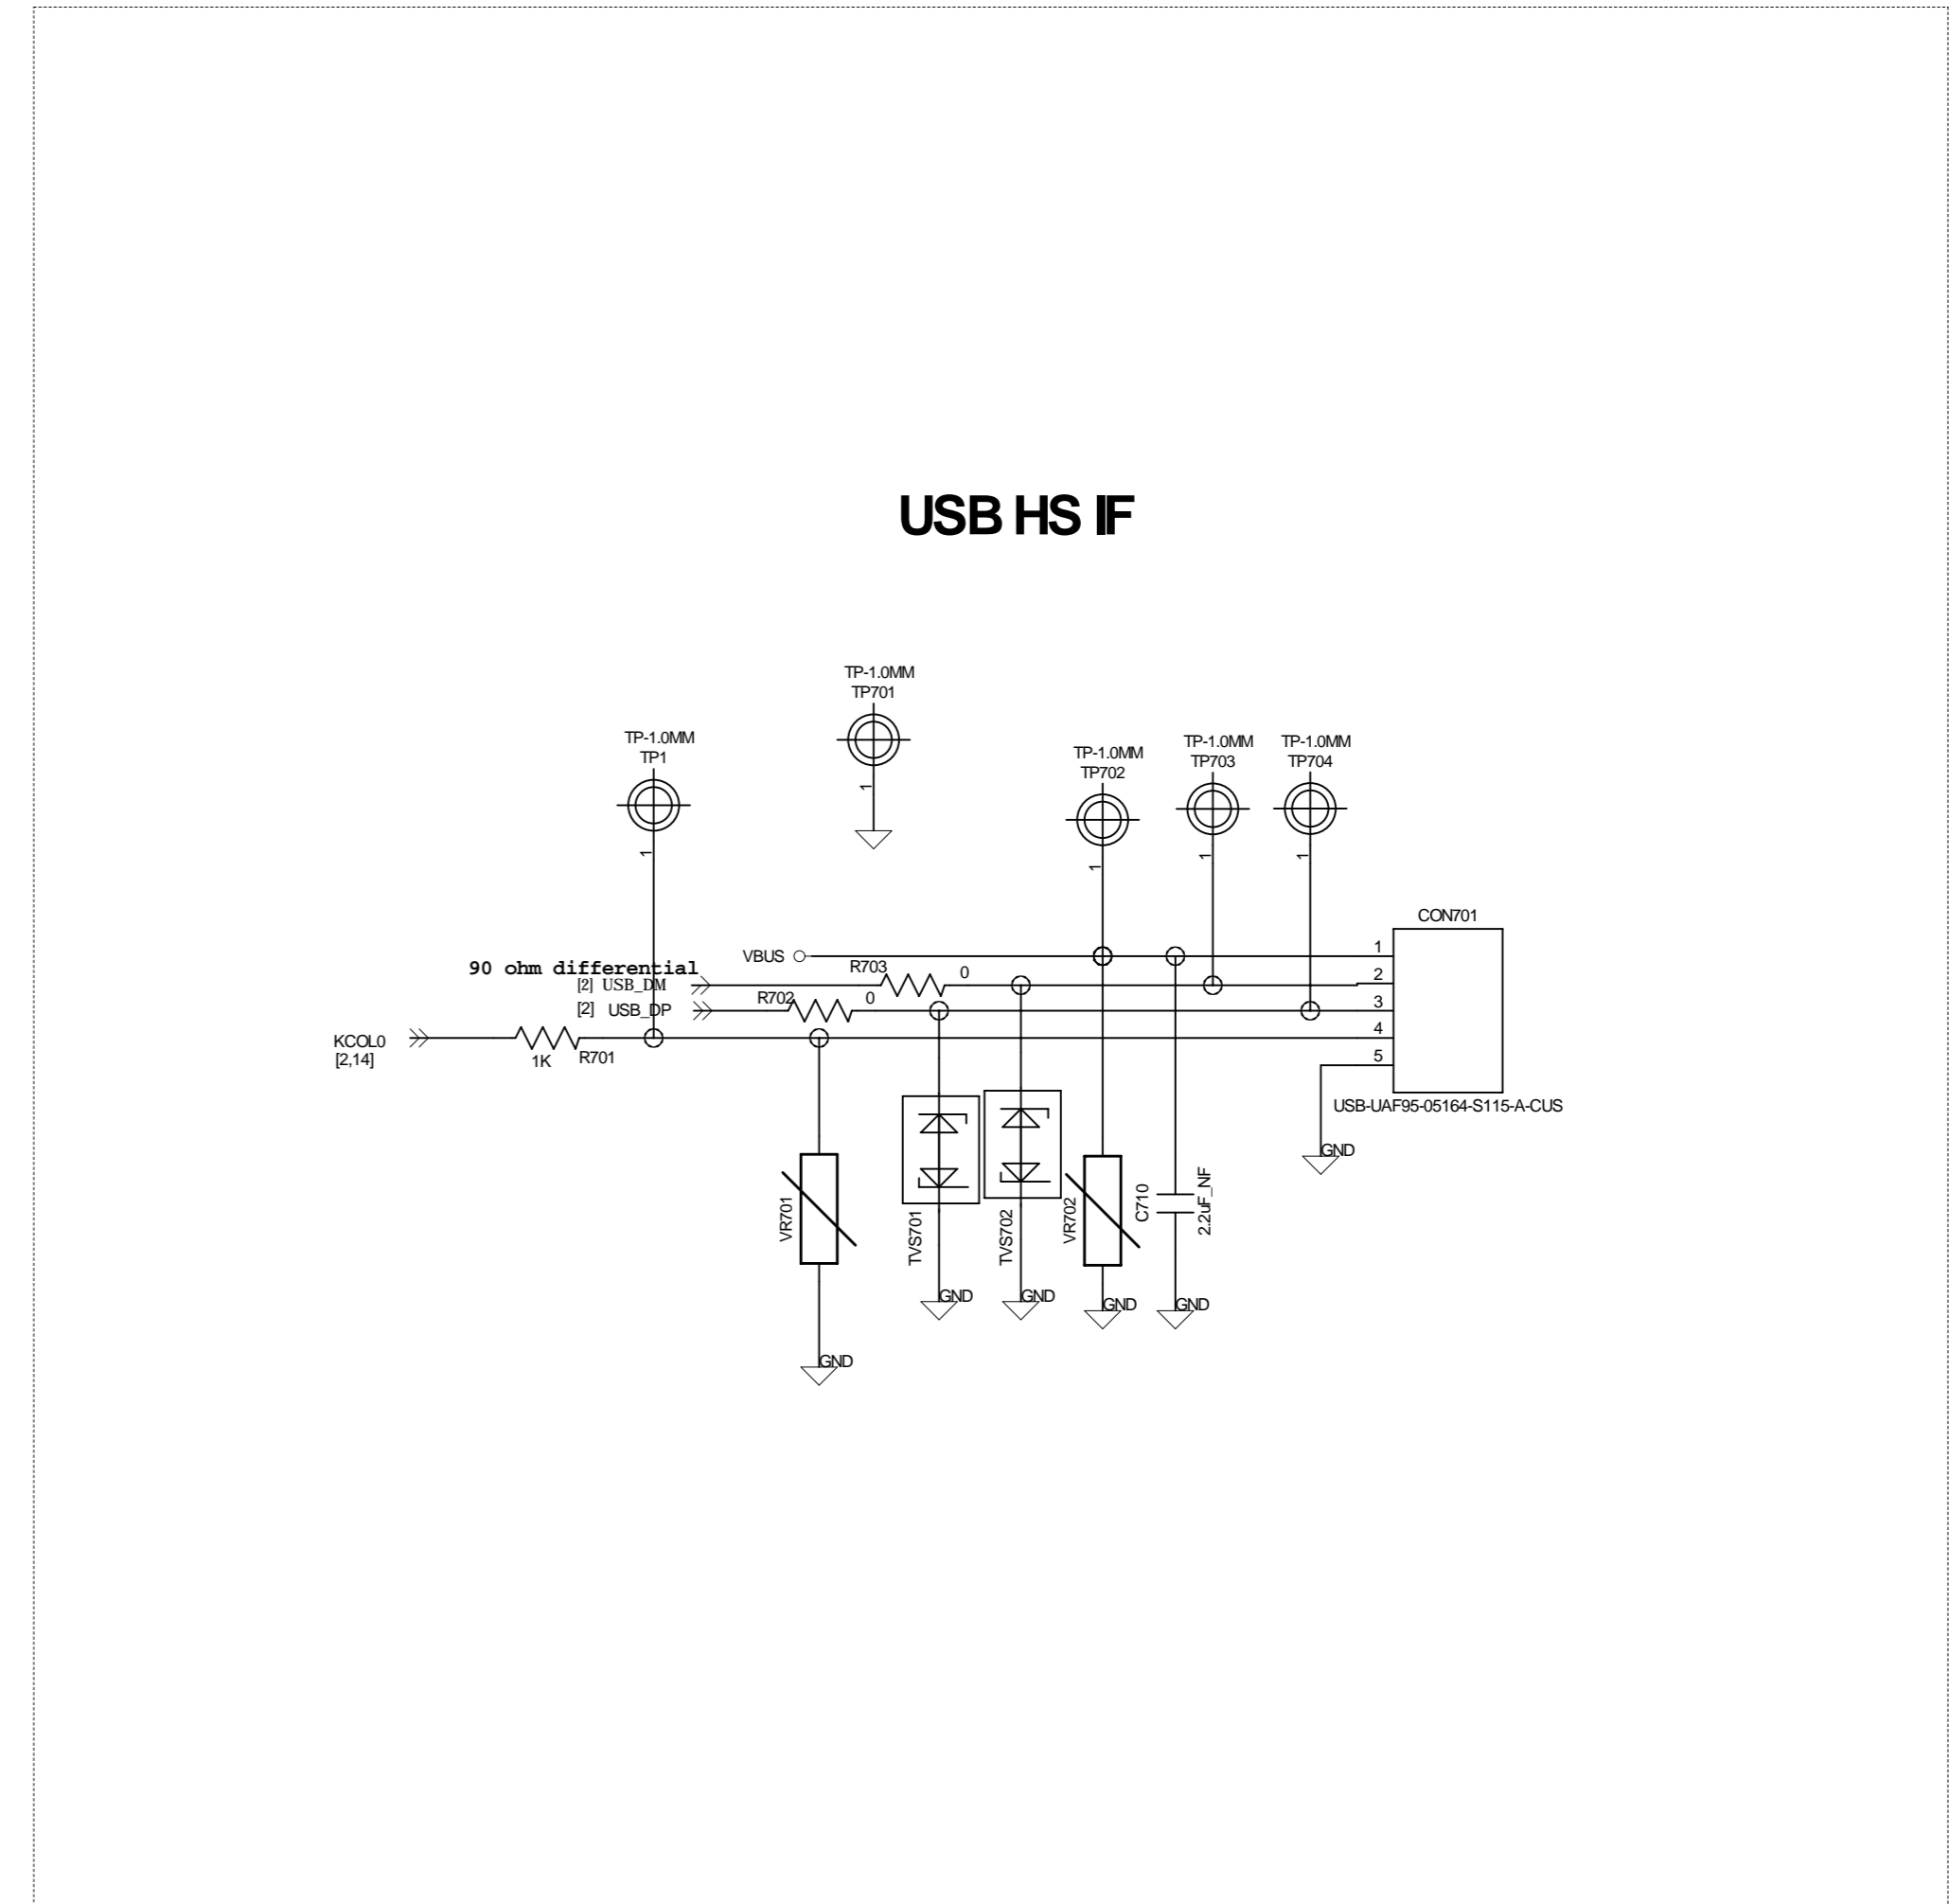 USB HS IF
TP-1.0MM
TP701
1
TP-1.0MM
TP1
1
TP-1.0MM
TP702
1
TP-1.0MM
TP703
1
TP-1.0MM
TP704
1
CON701
VBUS
1
90 ohm differential
R703
0
2
[2] USB_DM
R702
0
3
[2] USB_DP
4
KCOL0
[2,14]
1K
R701
5
USB-UAF95-05164-S115-A-CUS
GND
VR701
TVS701
TVS702
VR702
C710
2.2uF_NF
GND
GND
GND
GND
GND